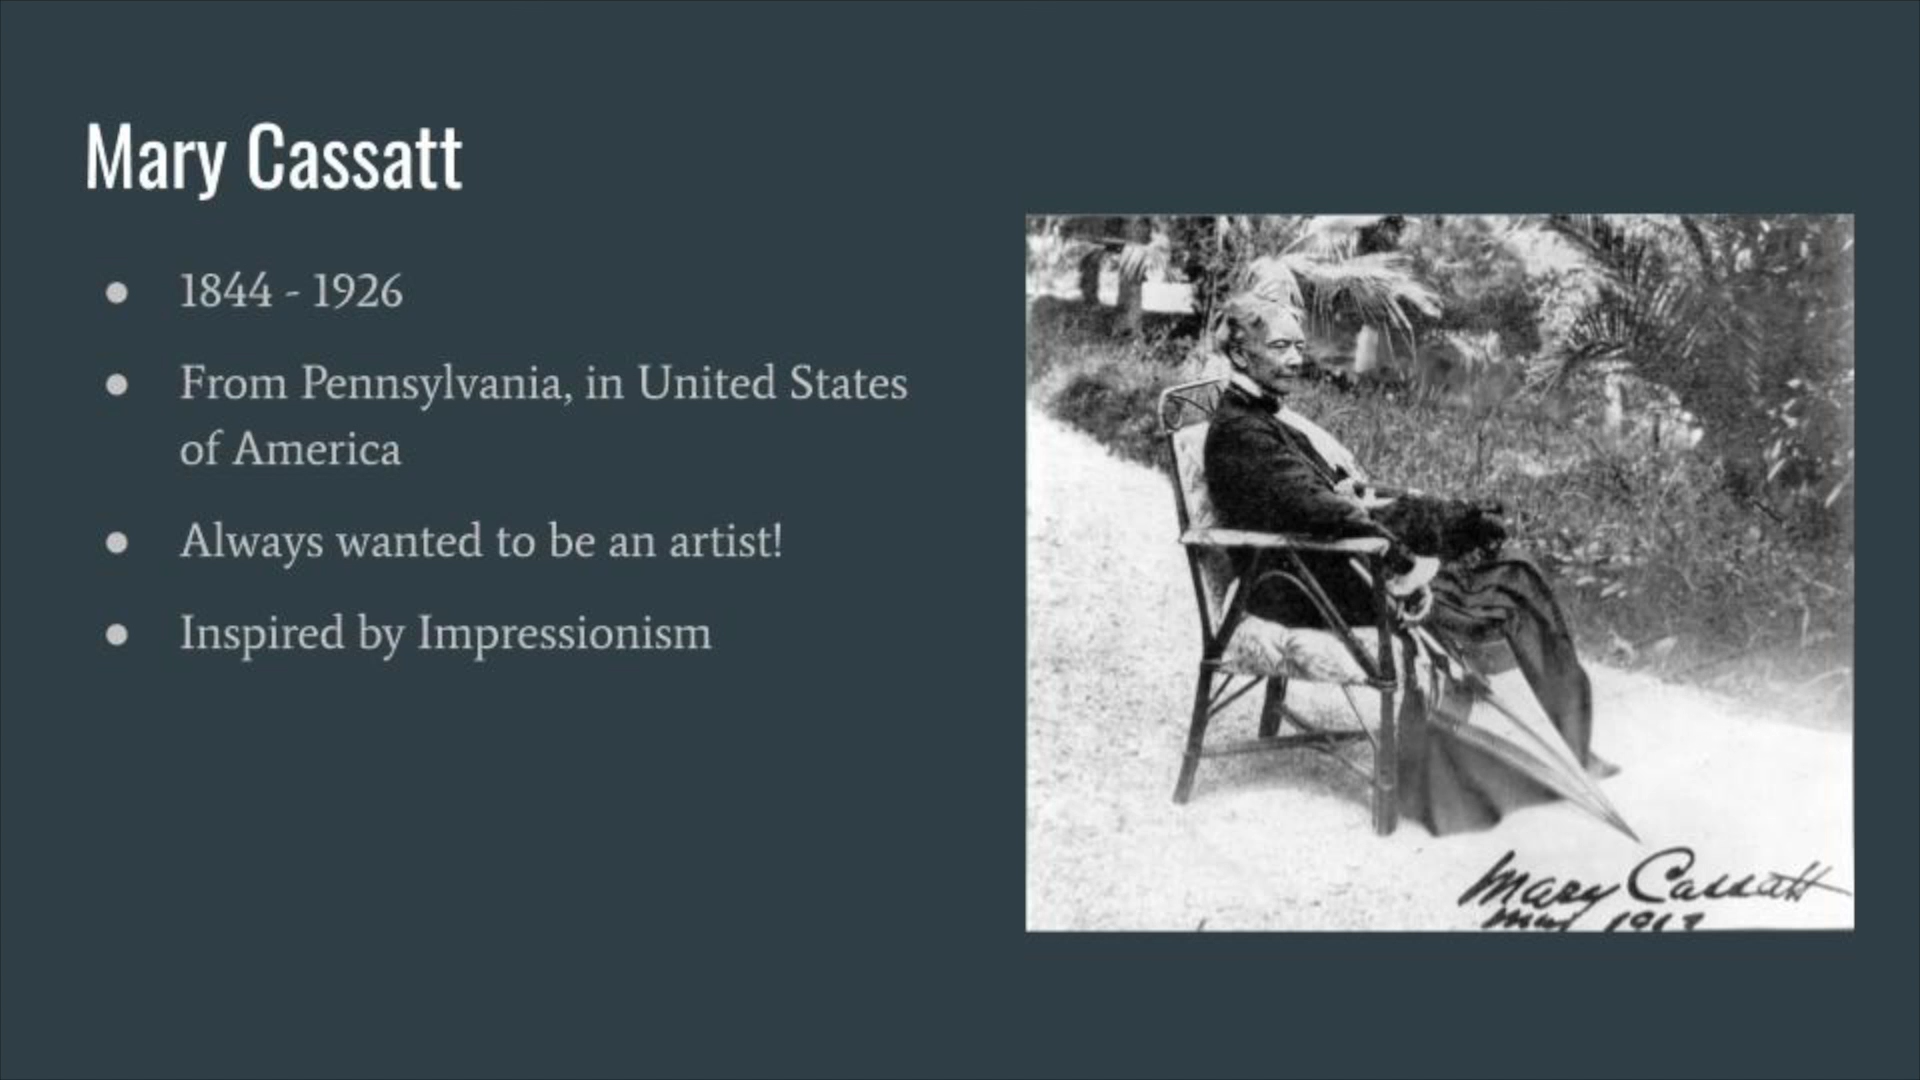 Mary Cassatt
● 1844 - 1926
● From Pennsylvania, in United States
of America
● Always wanted to be an artist!
● Inspired by Impressionism
Mary Cassatt